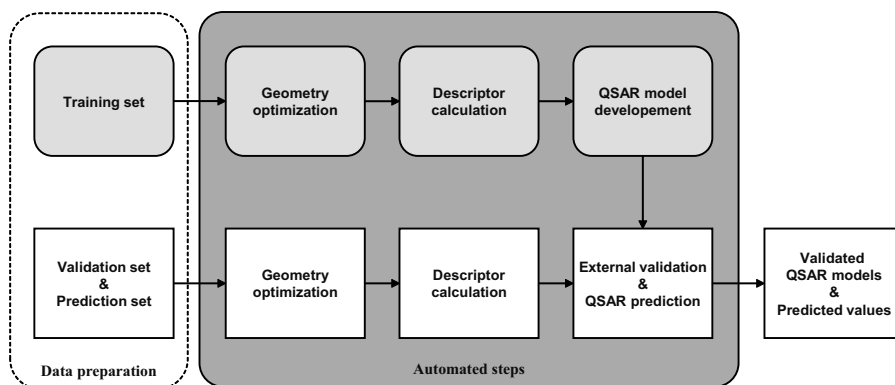 Training set
Geometry
optimization
Descriptor
calculation
QSAR model
developement
Validation set
&
Prediction set
Geometry
optimization
Descriptor
calculation
External validation
&
QSAR prediction
Validated
QSAR models
&
Predicted values
Data preparation
Automated steps